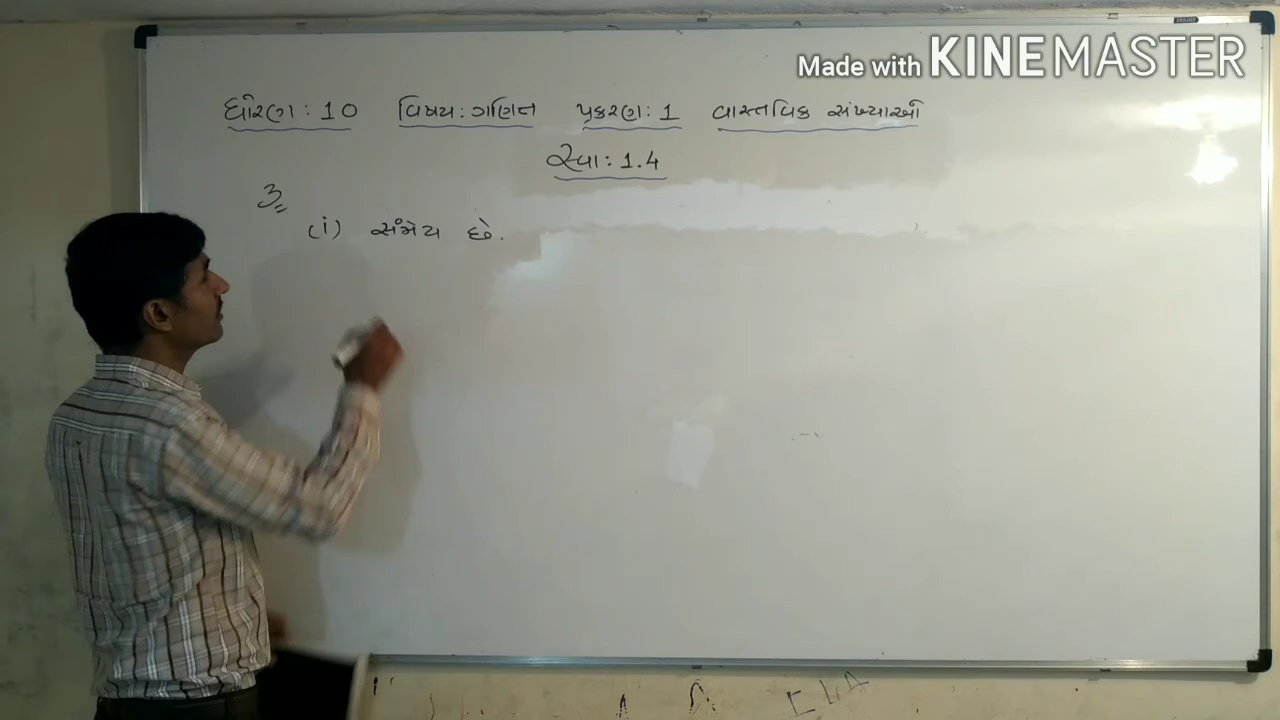 Made with KINEMASTER
ધોરણ : 10 વિષય : ગણિત પ્રકરણ : 1 વાસ્તવિક સંખ્યાઓ
સ્વા : 1.4
3
(i) સંમેય છે.